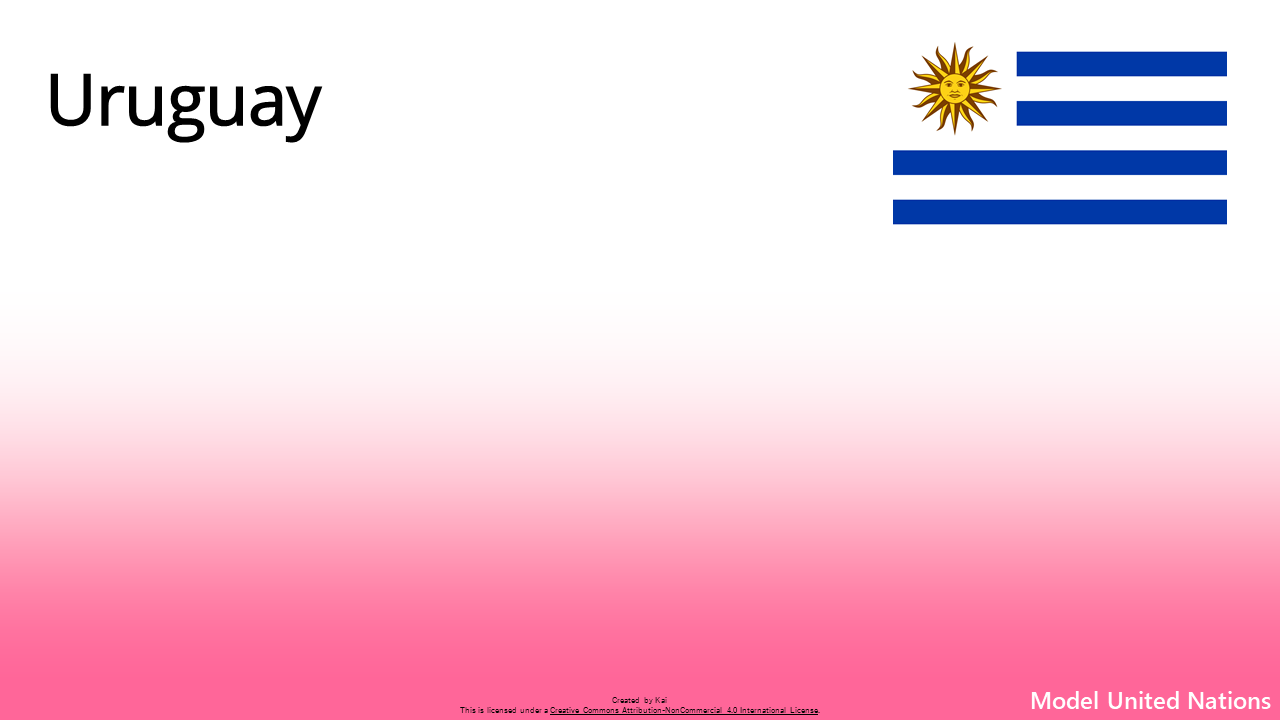 Uruguay
Created by Kai
This is licensed under a Creative Commons Attribution-NonCommercial 4.0 International License.
Model United Nations